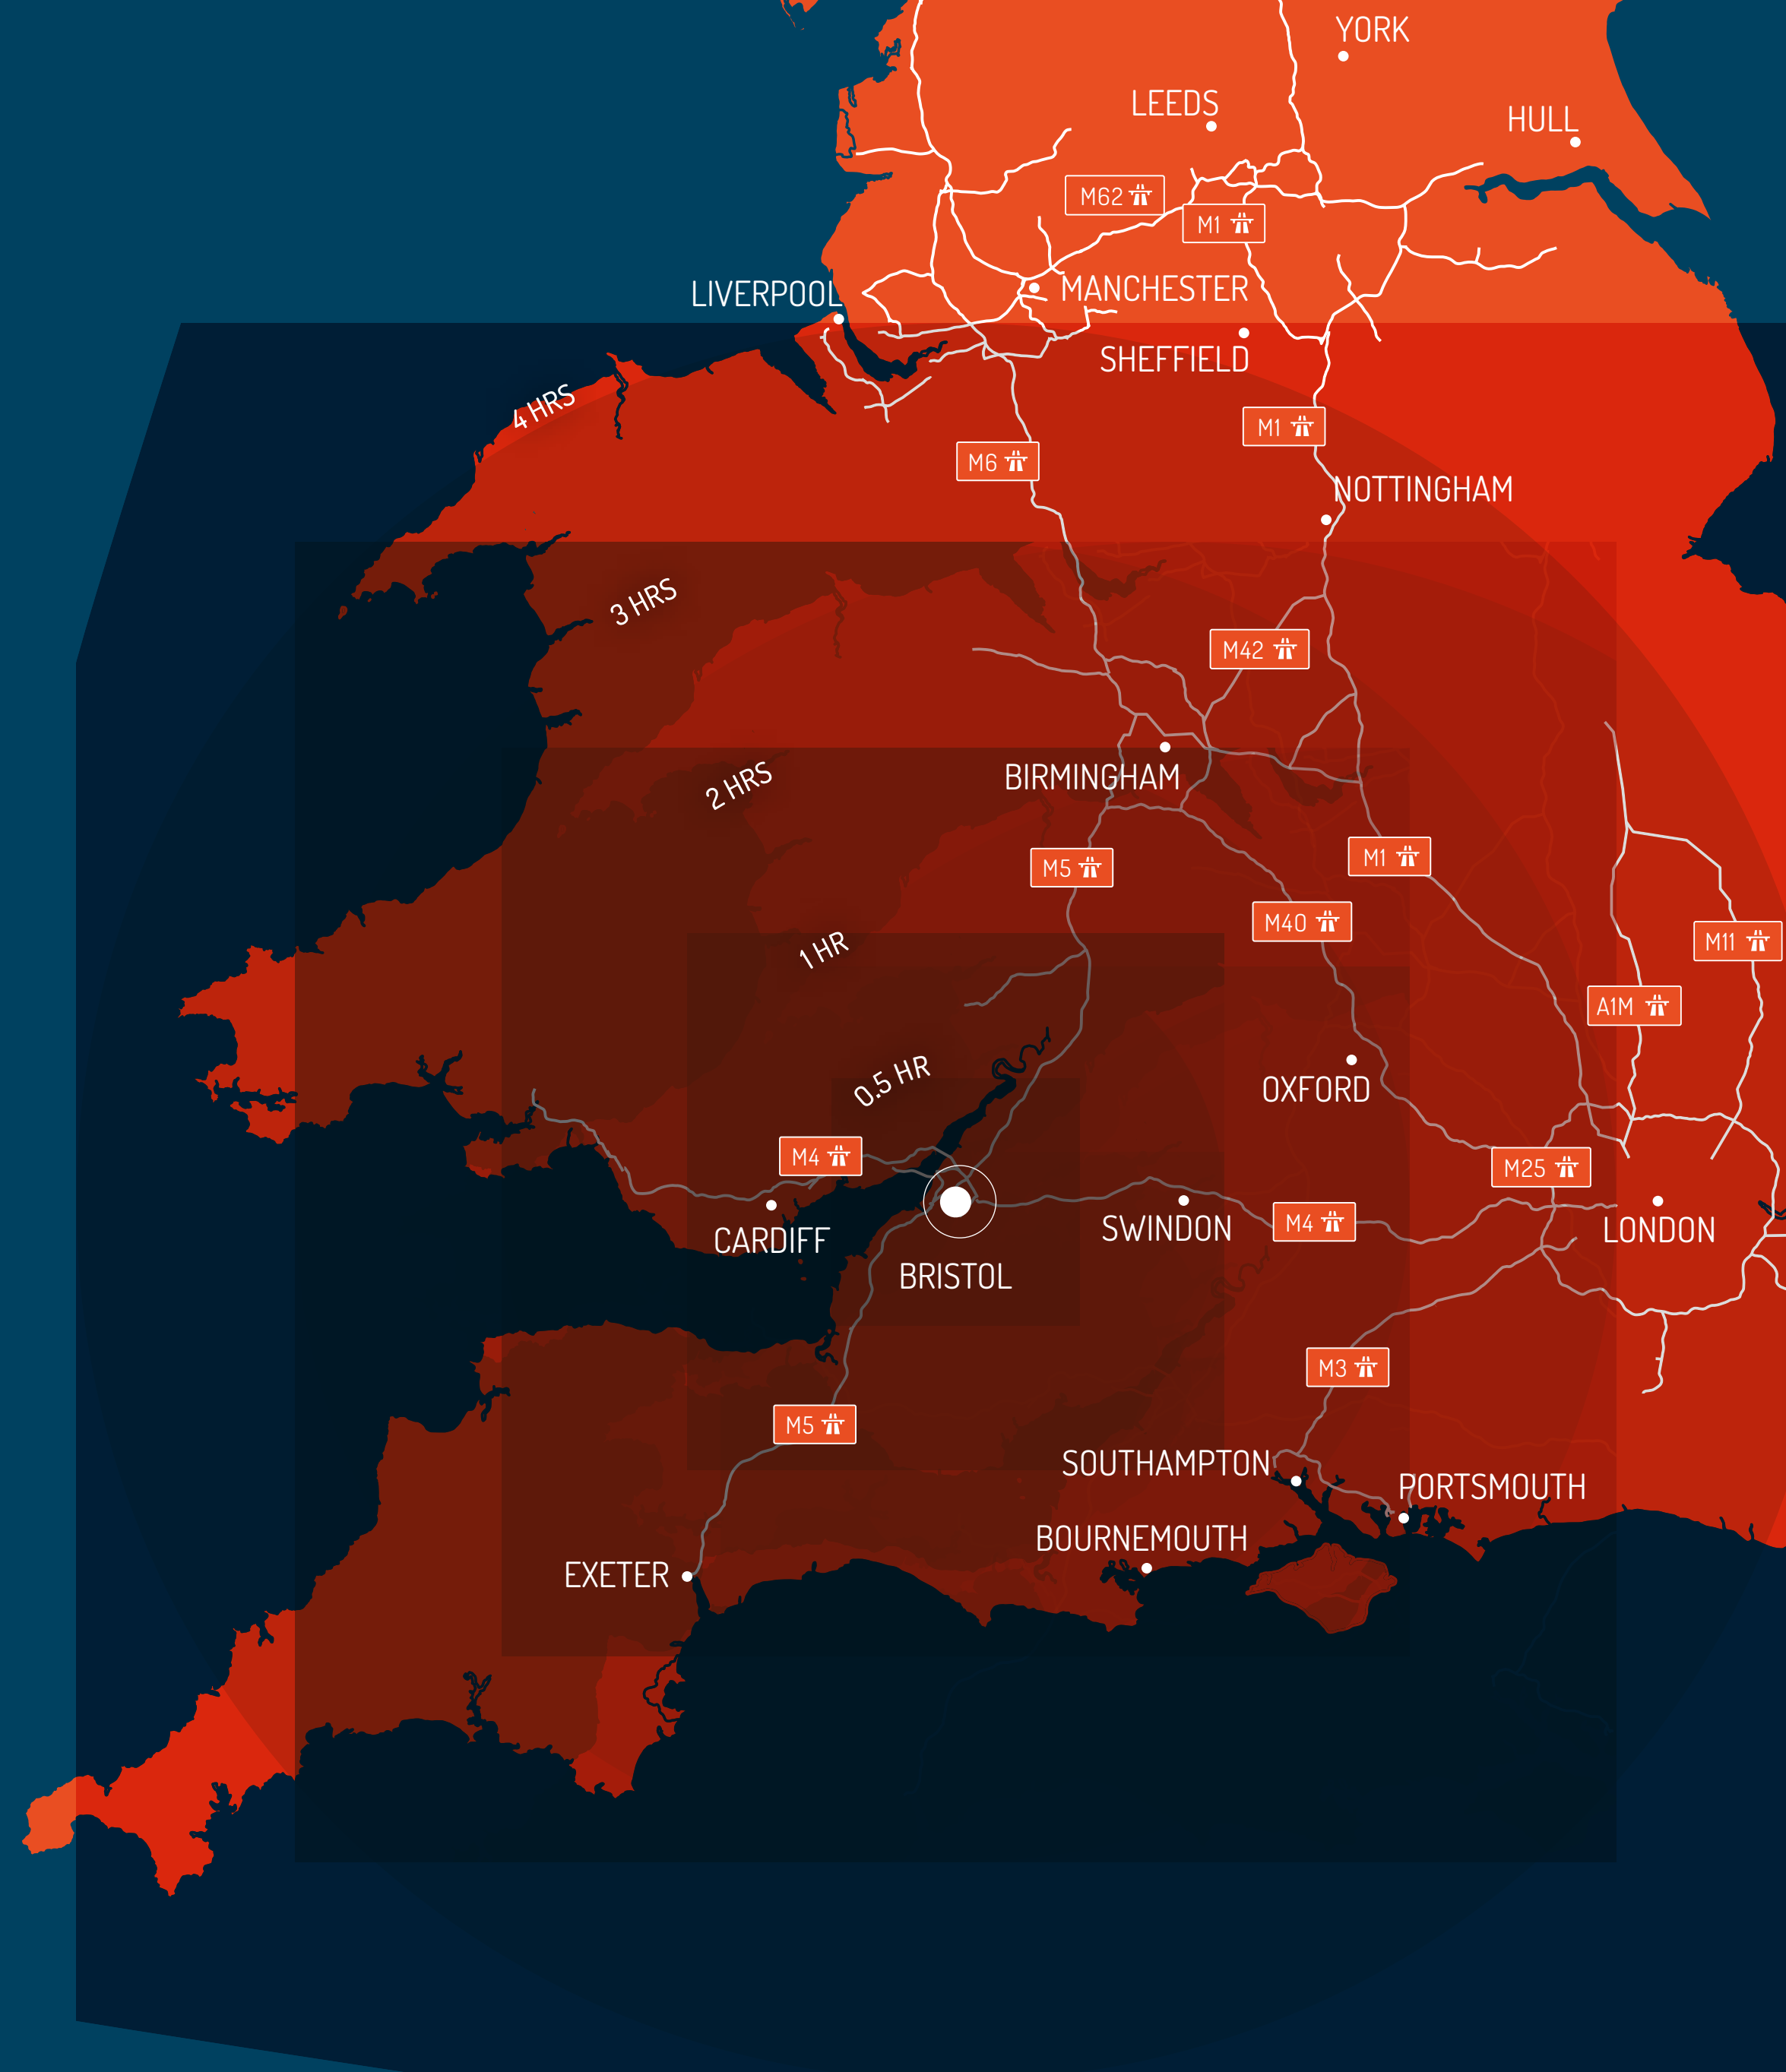 YORK
LEEDS
HULL
M62
M1
LIVERPOOL
MANCHESTER
SHEFFIELD
4 HRS
M1
M6
NOTTINGHAM
3 HRS
M42
2 HRS
BIRMINGHAM
M5
M1
M40
M11
1 HR
A1M
0.5 HR
OXFORD
M4
M25
M4
SWINDON
LONDON
CARDIFF
BRISTOL
M3
M5
SOUTHAMPTON
PORTSMOUTH
BOURNEMOUTH
EXETER